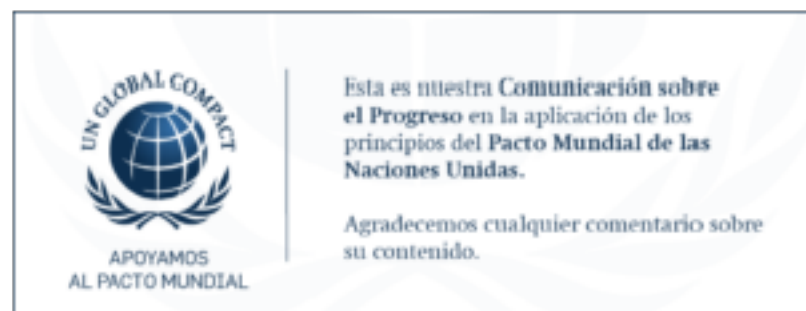 UN GLOBAL COMPACT
APOYAMOS
AL PACTO MUNDIAL
Esta es nuestra Comunicación sobre
el Progreso en la aplicación de los
principios del Pacto Mundial de las
Naciones Unidas.
Agradecemos cualquier comentario sobre
su contenido.